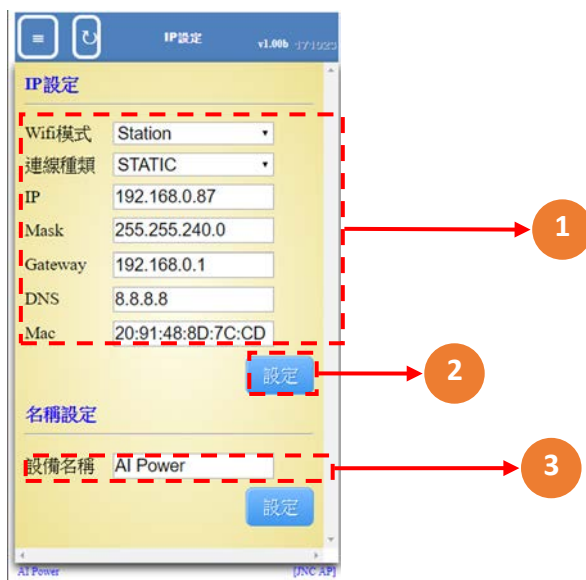 IP設定
v1.00b 171023
IP設定
Wifi模式 Station
連線種類 STATIC
IP 192.168.0.87
Mask 255.255.240.0
Gateway 192.168.0.1
DNS 8.8.8.8
Mac 20:91:48:8D:7C:CD
1
設定
2
名稱設定
設備名稱 AI Power
3
設定
AI Power [JNC AP]